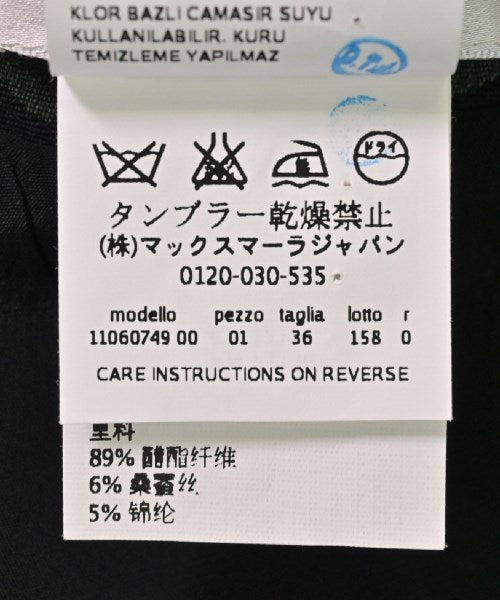 KLOR BAZLI CAMASIR SUYU
KULLANILABILIR. KURU
TEMIZLEME YAPILMAZ
ドライ
タンブラー乾燥禁止
(株)マックスマーラジャパン
0120-030-535
modello pezzo taglia lotto r
11060749 00 01 36 158 0
CARE INSTRUCTIONS ON REVERSE
里料
89% 醋酯纤维
6% 桑蚕丝
5% 锦纶